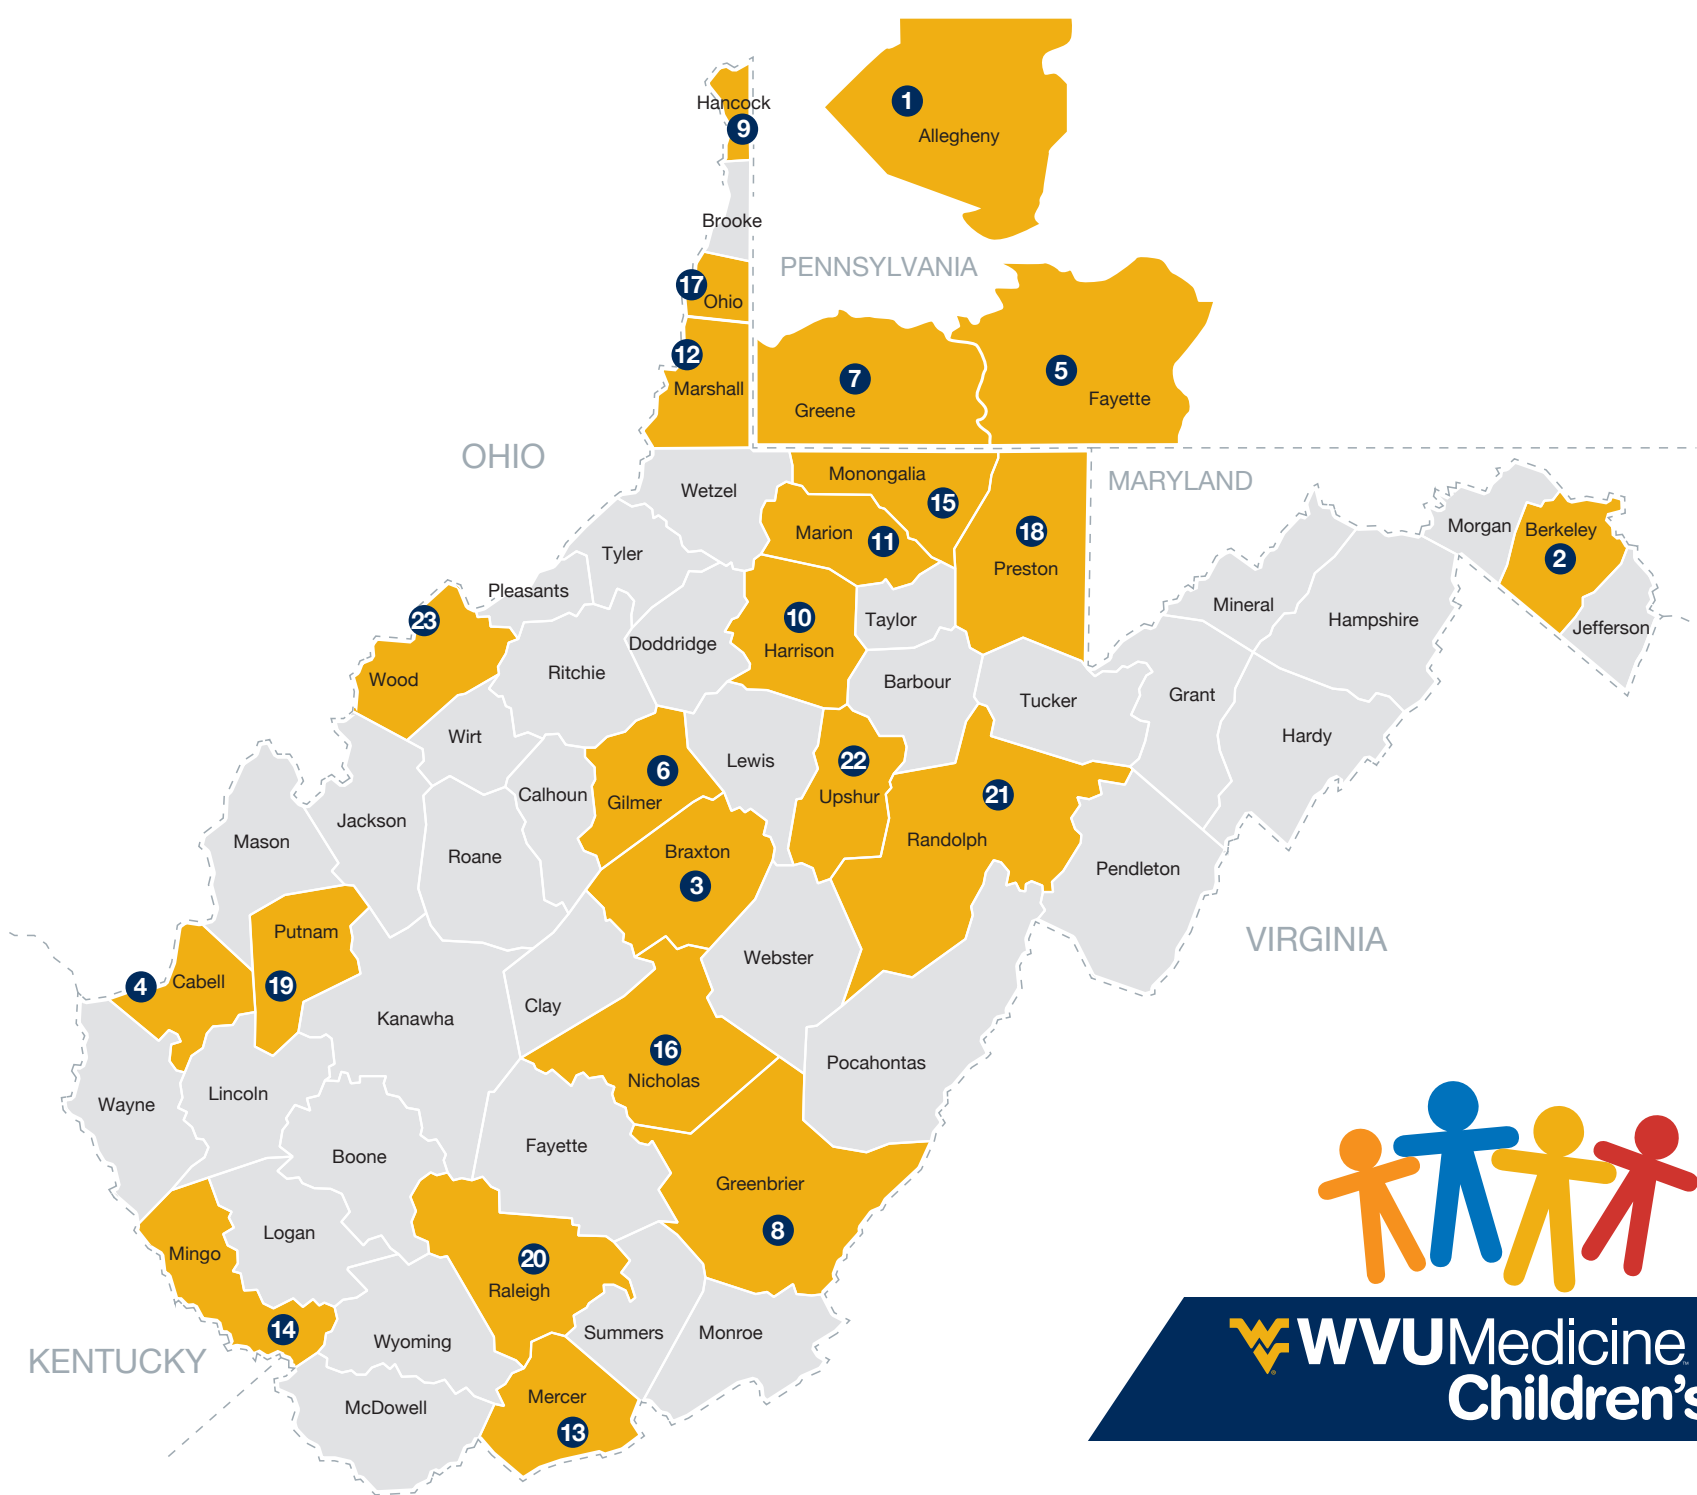 1
Allegheny
Hancock
9
Brooke
PENNSYLVANIA
17
Ohio
12
Marshall
7
Greene
5
Fayette
OHIO
MARYLAND
Wetzel
Monongalia
15
Marion
11
18
Preston
Morgan
Berkeley
2
Jefferson
Tyler
Pleasants
23
Wood
Doddridge
10
Harrison
Taylor
Mineral
Hampshire
Ritchie
Barbour
Tucker
Grant
Hardy
Wirt
Lewis
6
Gilmer
22
Upshur
21
Randolph
Calhoun
Jackson
Mason
Roane
Braxton
3
Pendleton
Putnam
19
4
Cabell
Webster
VIRGINIA
Clay
Kanawha
16
Nicholas
Pocahontas
Wayne
Lincoln
Boone
Fayette
Greenbrier
8
Logan
Mingo
14
20
Raleigh
Summers
Monroe
Wyoming
KENTUCKY
McDowell
Mercer
13
WVUMedicine™
®
Children's